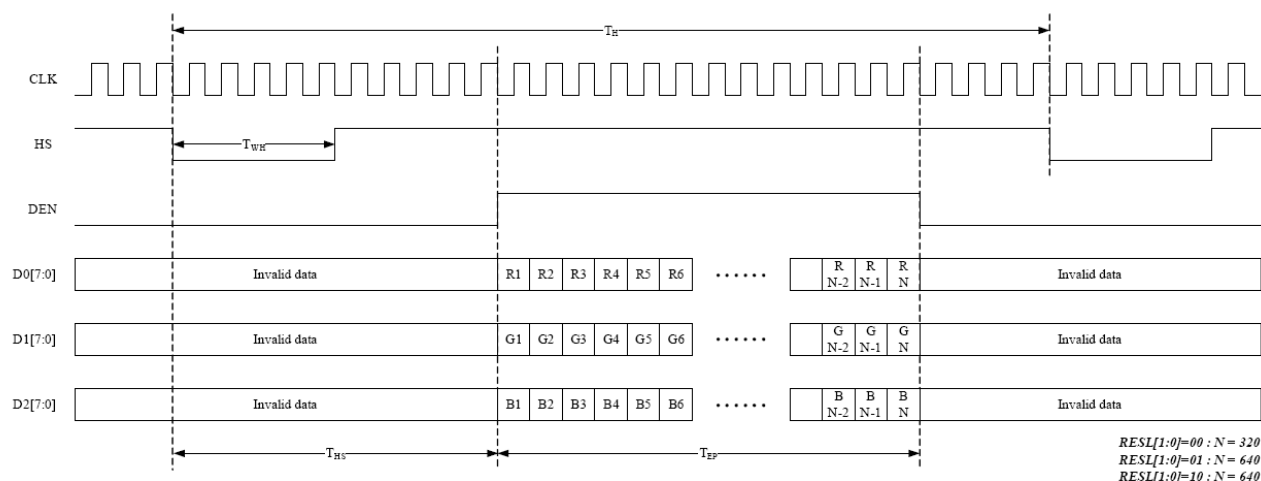 TH
CLK
HS
TWH
DEN
D0[7:0] Invalid data R1 R2 R3 R4 R5 R6 ······ R N-2 R N-1 R N Invalid data
D1[7:0] Invalid data G1 G2 G3 G4 G5 G6 ······ G N-2 G N-1 G N Invalid data
D2[7:0] Invalid data B1 B2 B3 B4 B5 B6 ······ B N-2 B N-1 B N Invalid data
THS TEP
RESL[1:0]=00 : N = 320
RESL[1:0]=01 : N = 640
RESL[1:0]=10 : N = 640